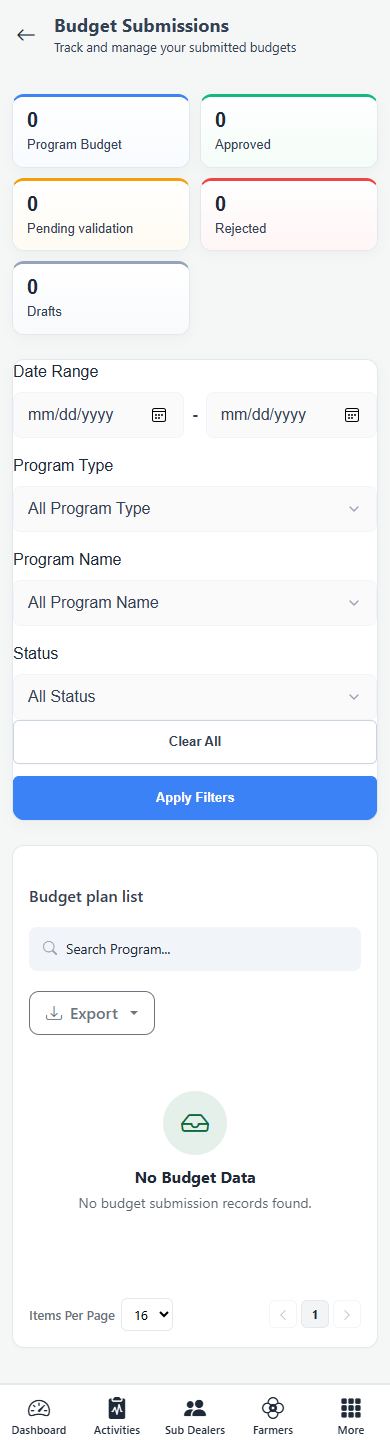 Budget Submissions
Track and manage your submitted budgets
0
Program Budget
0
Approved
0
Pending validation
0
Rejected
0
Drafts
Date Range
mm/dd/yyyy - mm/dd/yyyy
Program Type
All Program Type
Program Name
All Program Name
Status
All Status
Clear All
Apply Filters
Budget plan list
Search Program...
Export
No Budget Data
No budget submission records found.
Items Per Page 16 1
Dashboard Activities Sub Dealers Farmers More